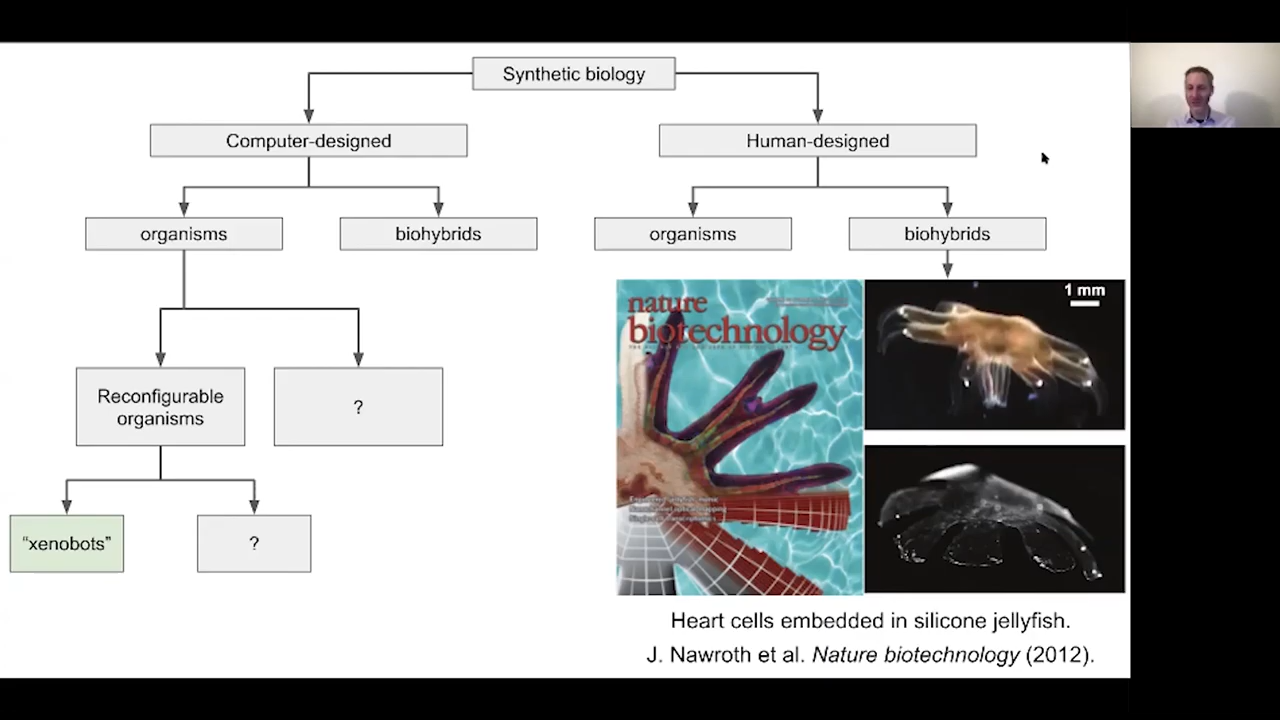 Synthetic biology
Computer-designed
Human-designed
organisms
biohybrids
organisms
biohybrids
Reconfigurable
organisms
?
“xenobots”
?
nature
biotechnology
1 mm
Heart cells embedded in silicone jellyfish.
J. Nawroth et al. Nature biotechnology (2012).